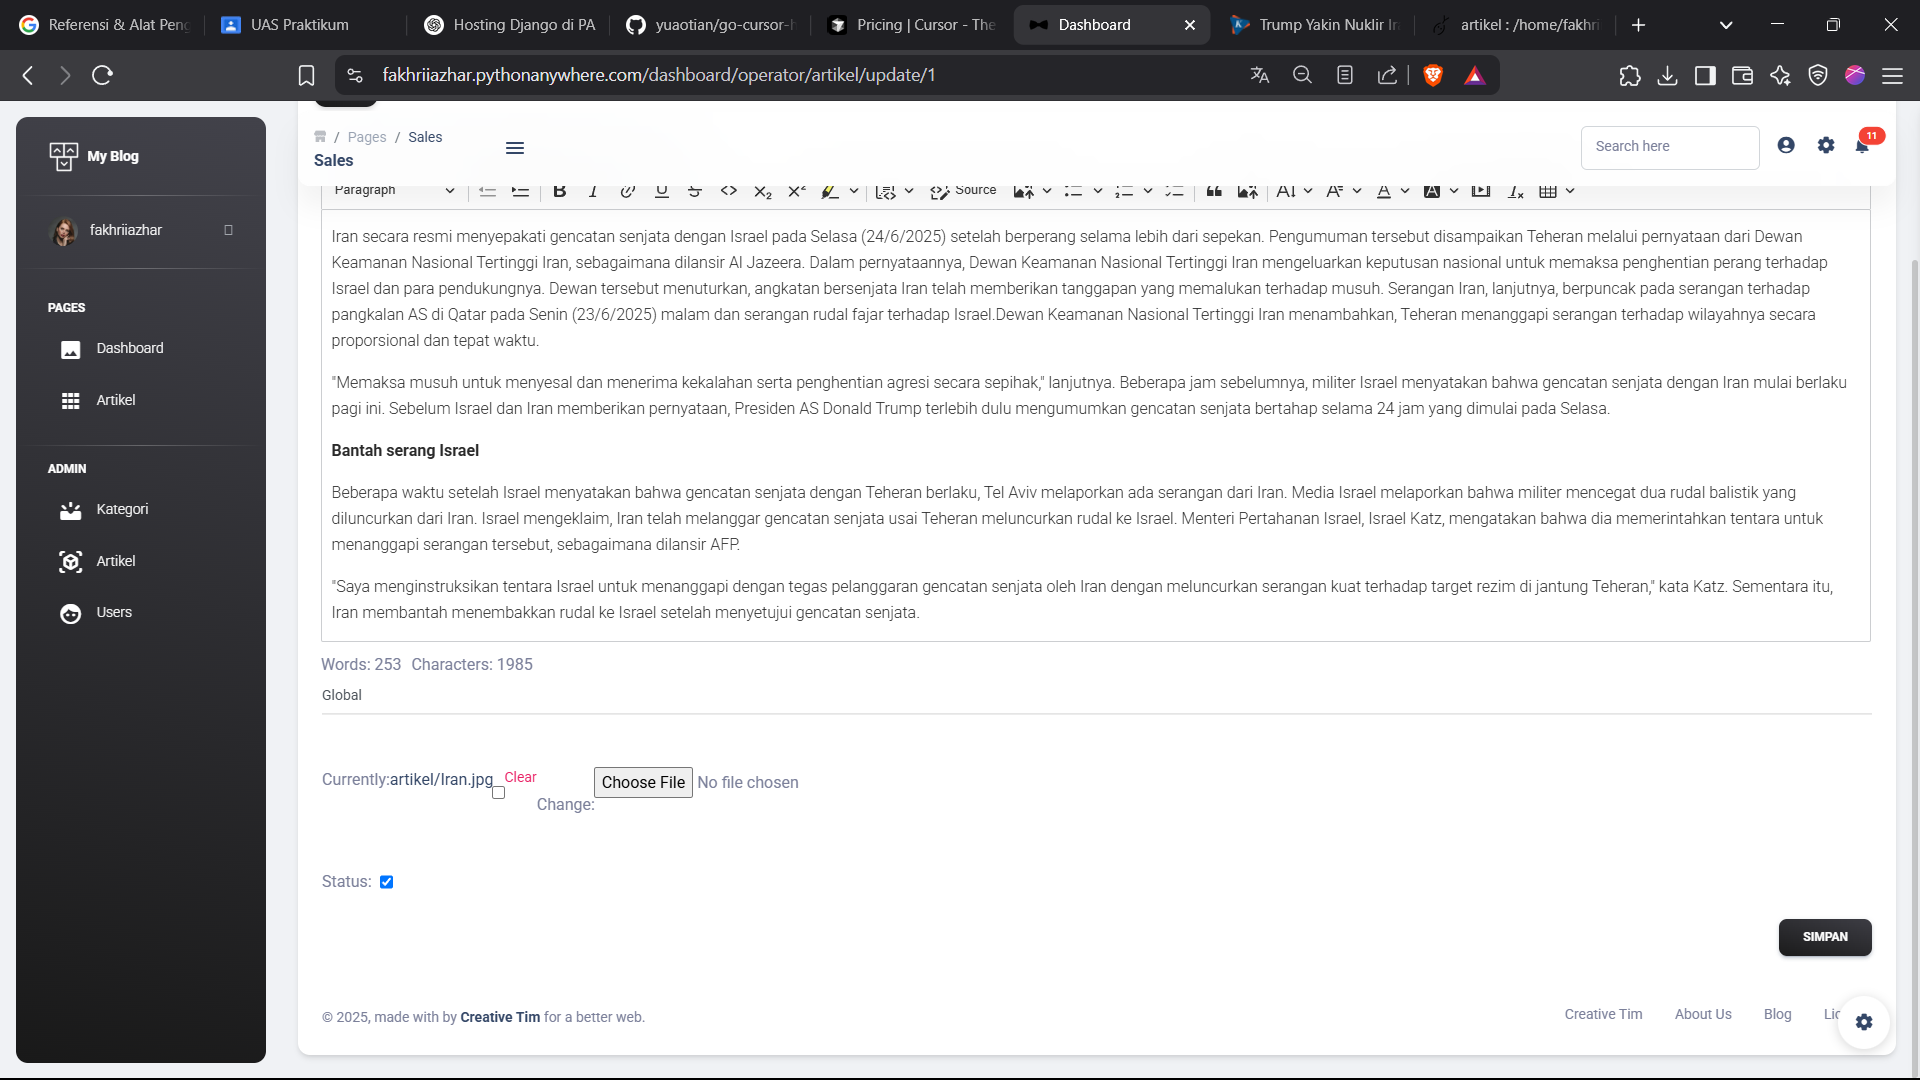 Referensi & Alat Peng
UAS Praktikum
Hosting Django di PA
yuaotian/go-cursor-h
Pricing | Cursor - The
Dashboard
Trump Yakin Nuklir Ir
artikel : /home/fakhri
fakhriiazhar.pythonanywhere.com/dashboard/operator/artikel/update/1
My Blog
fakhriiazhar
PAGES
Dashboard
Artikel
ADMIN
Kategori
Artikel
Users
/ Pages / Sales
Sales
Search here
11
Paragraph
Source
Iran secara resmi menyepakati gencatan senjata dengan Israel pada Selasa (24/6/2025) setelah berperang selama lebih dari sepekan. Pengumuman tersebut disampaikan Teheran melalui pernyataan dari Dewan
Keamanan Nasional Tertinggi Iran, sebagaimana dilansir Al Jazeera. Dalam pernyataannya, Dewan Keamanan Nasional Tertinggi Iran mengeluarkan keputusan nasional untuk memaksa penghentian perang terhadap
Israel dan para pendukungnya. Dewan tersebut menuturkan, angkatan bersenjata Iran telah memberikan tanggapan yang memalukan terhadap musuh. Serangan Iran, lanjutnya, berpuncak pada serangan terhadap
pangkalan AS di Qatar pada Senin (23/6/2025) malam dan serangan rudal fajar terhadap Israel.Dewan Keamanan Nasional Tertinggi Iran menambahkan, Teheran menanggapi serangan terhadap wilayahnya secara
proporsional dan tepat waktu.
"Memaksa musuh untuk menyesal dan menerima kekalahan serta penghentian agresi secara sepihak," lanjutnya. Beberapa jam sebelumnya, militer Israel menyatakan bahwa gencatan senjata dengan Iran mulai berlaku
pagi ini. Sebelum Israel dan Iran memberikan pernyataan, Presiden AS Donald Trump terlebih dulu mengumumkan gencatan senjata bertahap selama 24 jam yang dimulai pada Selasa.
Bantah serang Israel
Beberapa waktu setelah Israel menyatakan bahwa gencatan senjata dengan Teheran berlaku, Tel Aviv melaporkan ada serangan dari Iran. Media Israel melaporkan bahwa militer mencegat dua rudal balistik yang
diluncurkan dari Iran. Israel mengeklaim, Iran telah melanggar gencatan senjata usai Teheran meluncurkan rudal ke Israel. Menteri Pertahanan Israel, Israel Katz, mengatakan bahwa dia memerintahkan tentara untuk
menanggapi serangan tersebut, sebagaimana dilansir AFP.
"Saya menginstruksikan tentara Israel untuk menanggapi dengan tegas pelanggaran gencatan senjata oleh Iran dengan meluncurkan serangan kuat terhadap target rezim di jantung Teheran," kata Katz. Sementara itu,
Iran membantah menembakkan rudal ke Israel setelah menyetujui gencatan senjata.
Words: 253 Characters: 1985
Global
Currently:artikel/Iran.jpg Clear
Change: Choose File No file chosen
Status:
SIMPAN
© 2025, made with by Creative Tim for a better web.
Creative Tim About Us Blog Lic